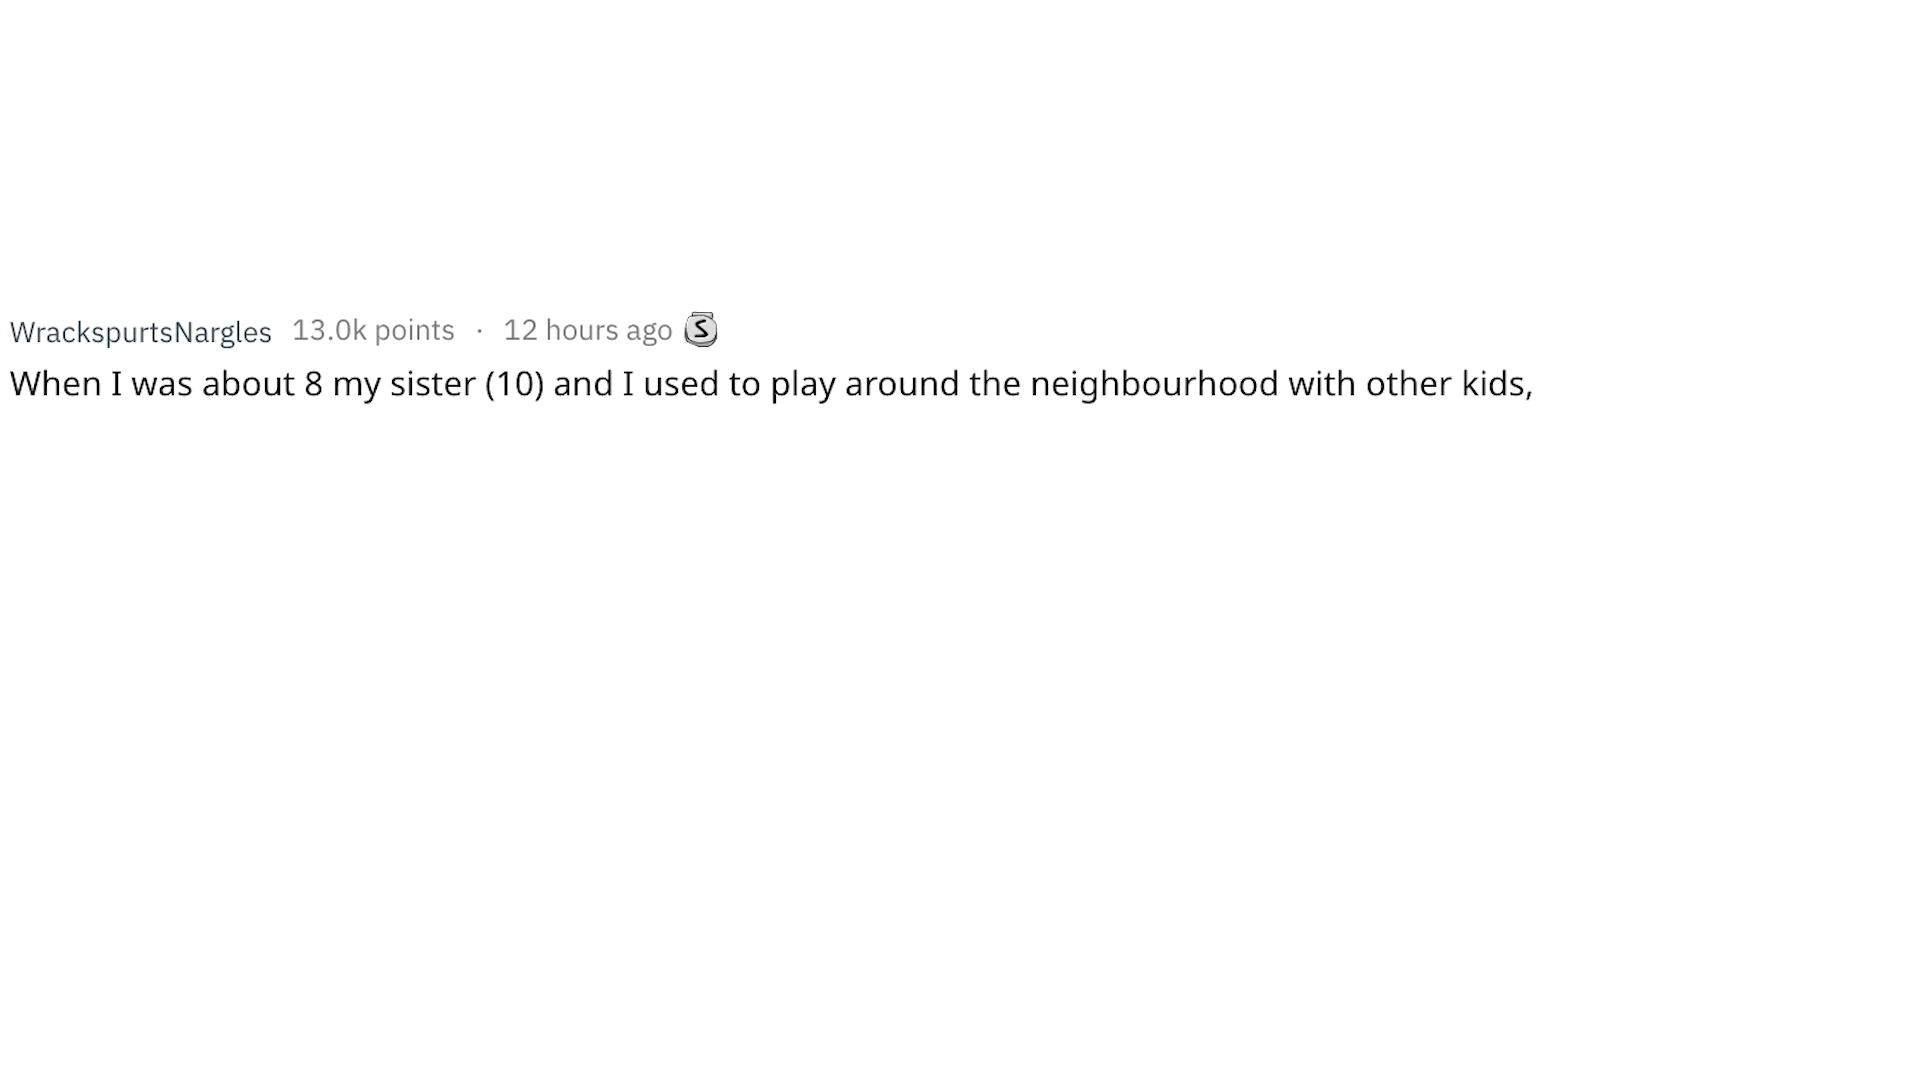 WrackspurtsNargles 13.0k points · 12 hours ago S
When I was about 8 my sister (10) and I used to play around the neighbourhood with other kids,